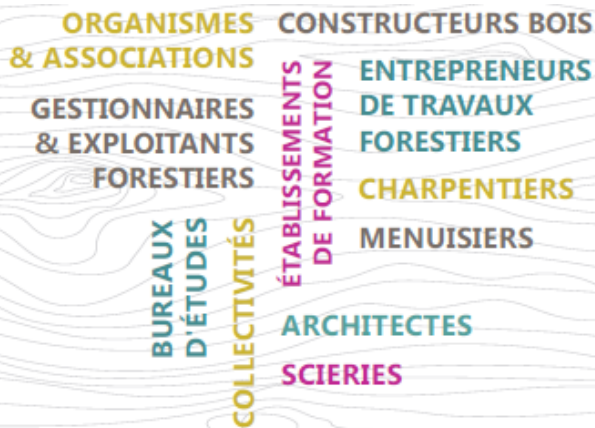 ORGANISMES
& ASSOCIATIONS
CONSTRUCTEURS BOIS
GESTIONNAIRES
& EXPLOITANTS
FORESTIERS
ÉTABLISSEMENTS
DE FORMATION
ENTREPRENEURS
DE TRAVAUX
FORESTIERS
CHARPENTIERS
MENUISIERS
BUREAUX
D'ÉTUDES
COLLECTIVITÉS
ARCHITECTES
SCIERIES